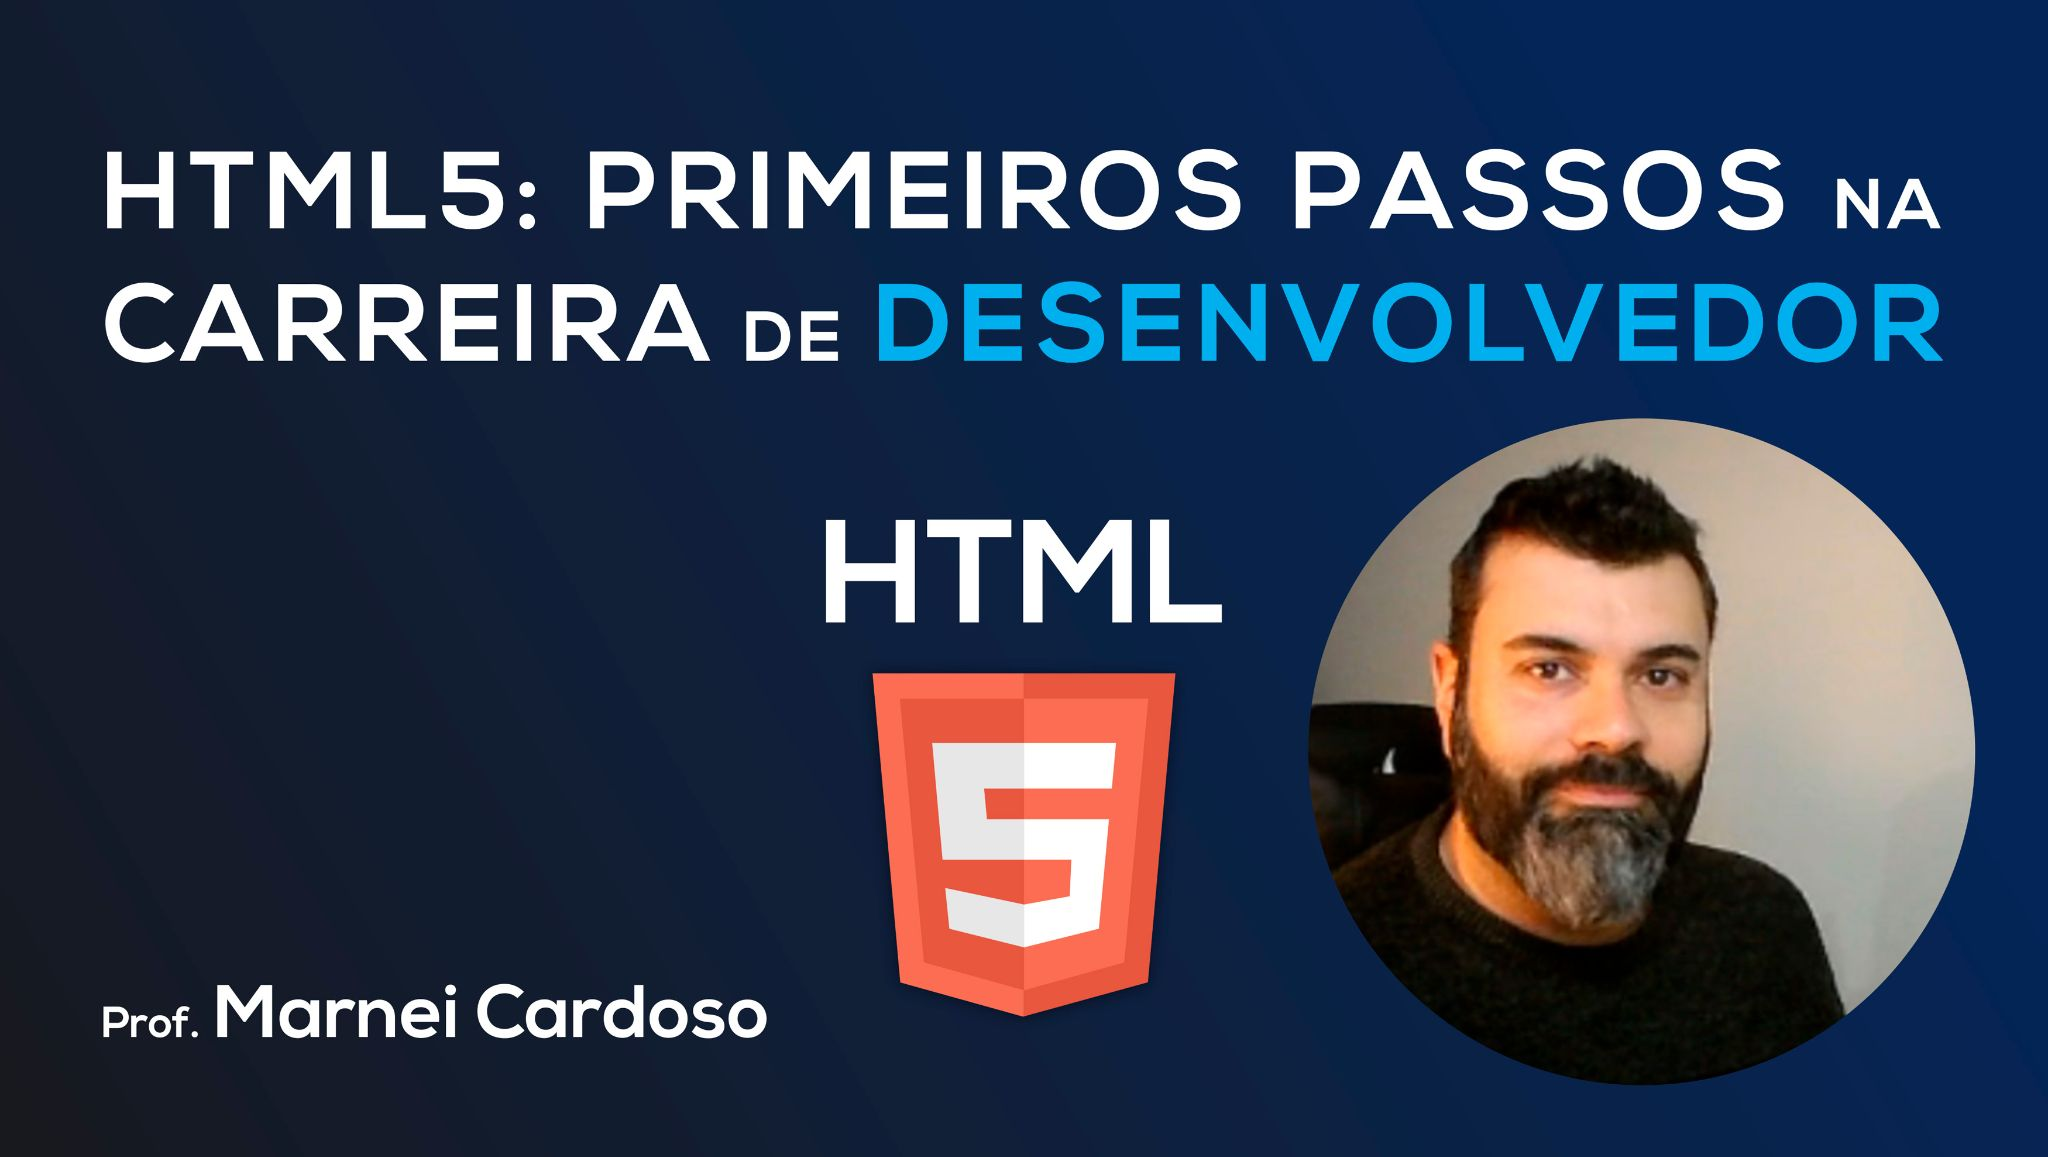 HTML5: PRIMEIROS PASSOS NA
CARREIRA DE DESENVOLVEDOR
HTML
5
Prof. Marnei Cardoso